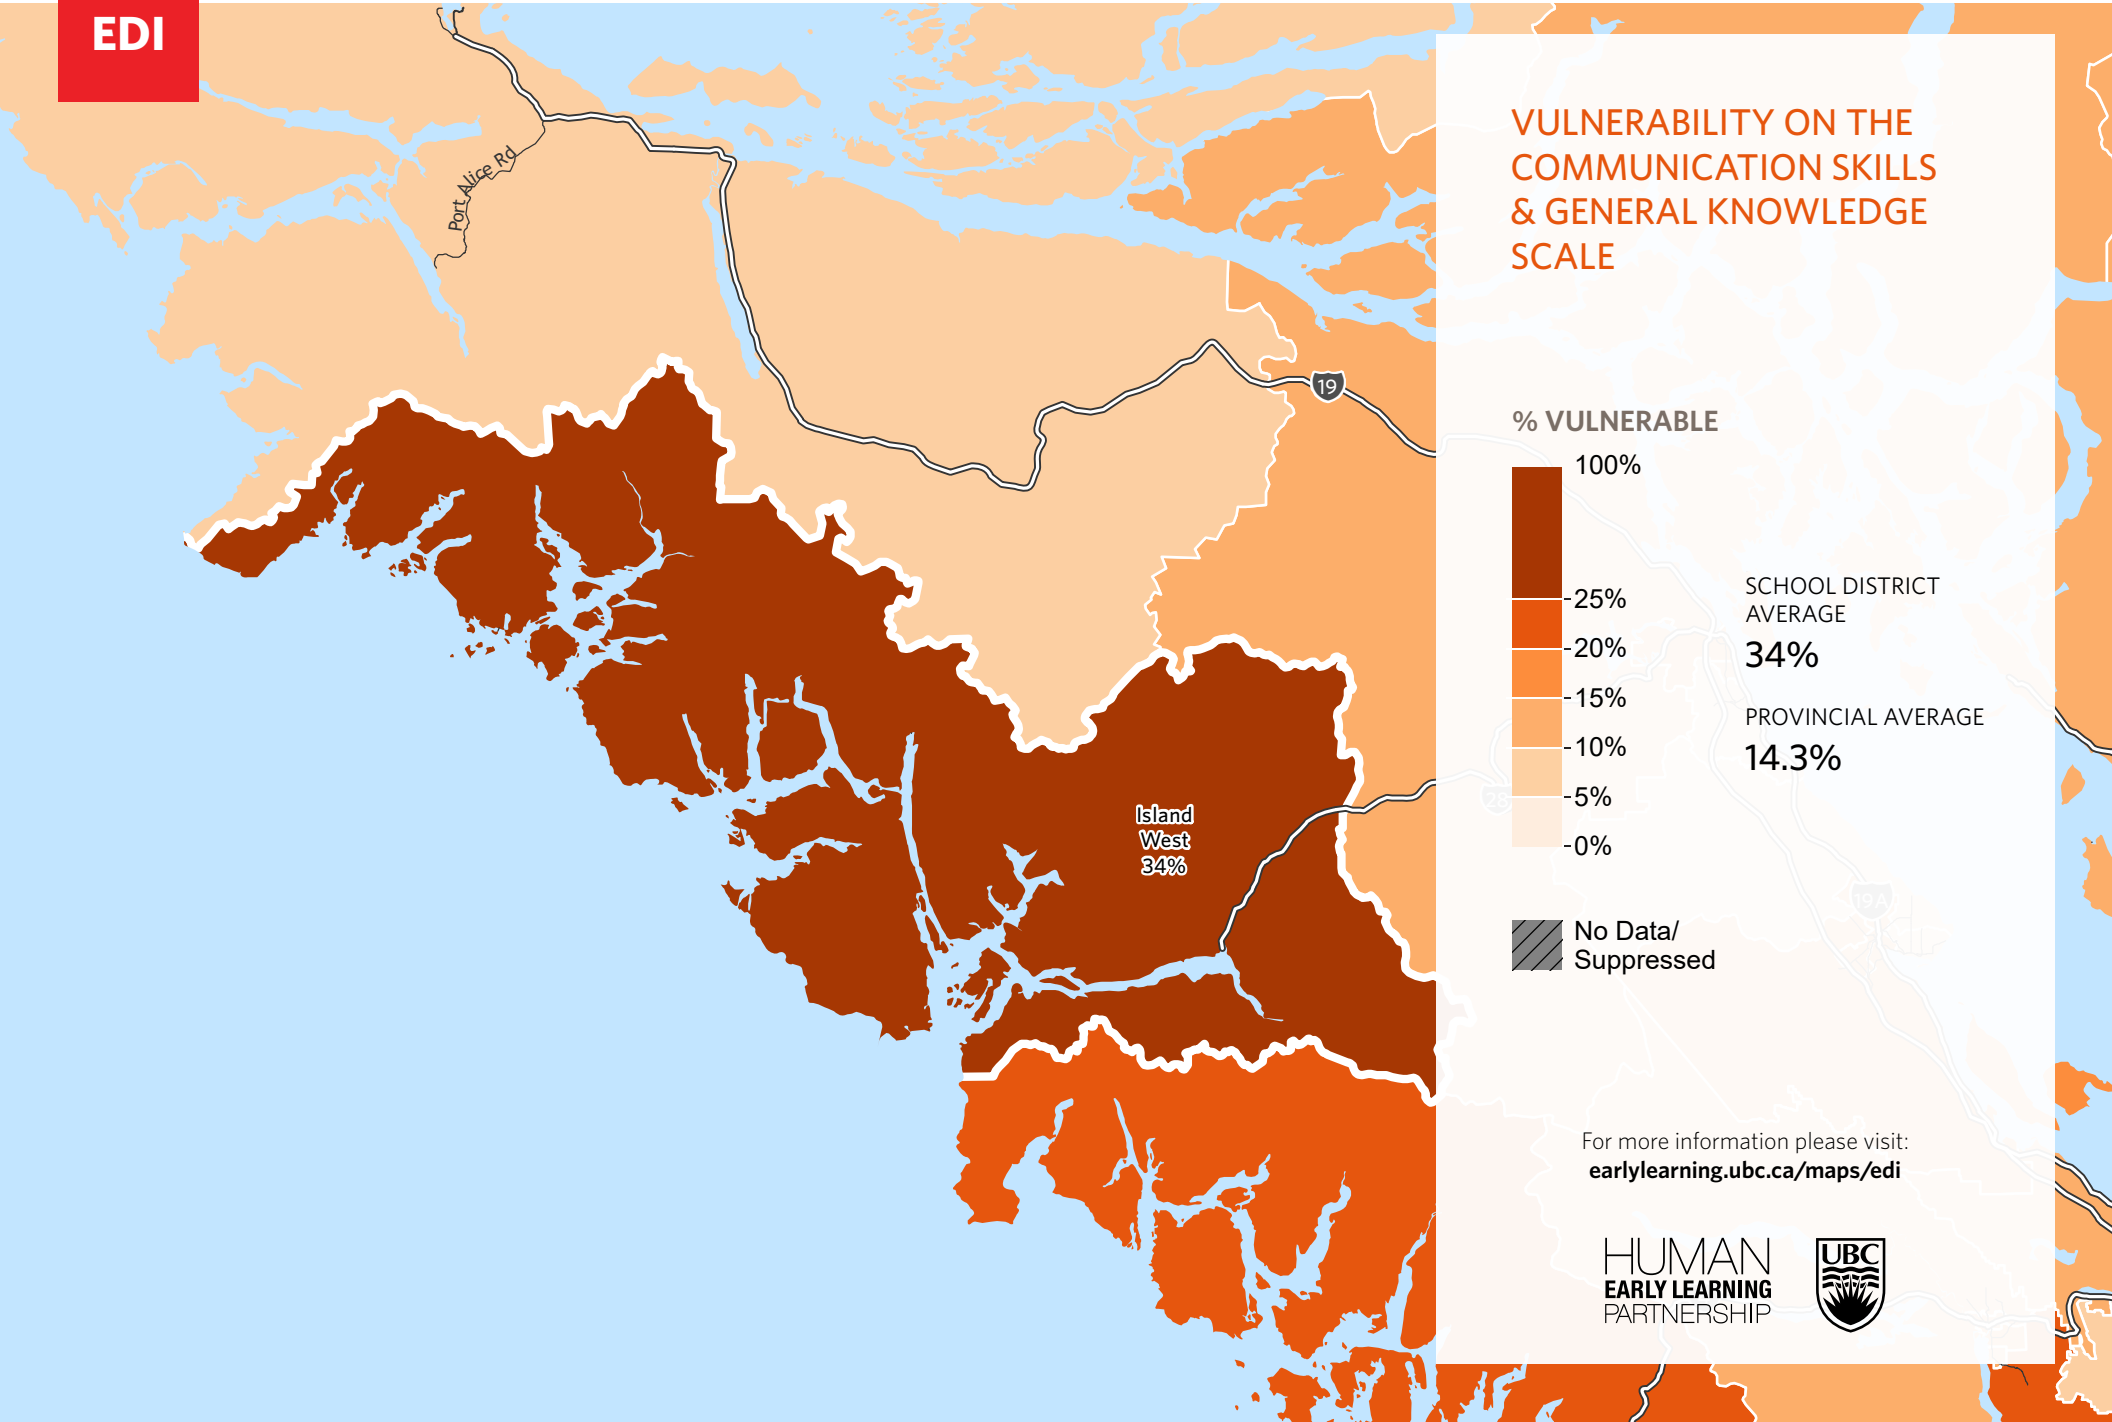 EDI
Port Alice Rd
19
Island
West
34%
VULNERABILITY ON THE
COMMUNICATION SKILLS
& GENERAL KNOWLEDGE
SCALE
% VULNERABLE
100%
25%
20%
15%
10%
5%
0%
SCHOOL DISTRICT
AVERAGE
34%
PROVINCIAL AVERAGE
14.3%
28
19A
No Data/
Suppressed
For more information please visit:
earlylearning.ubc.ca/maps/edi
HUMAN
EARLY LEARNING
PARTNERSHIP
UBC